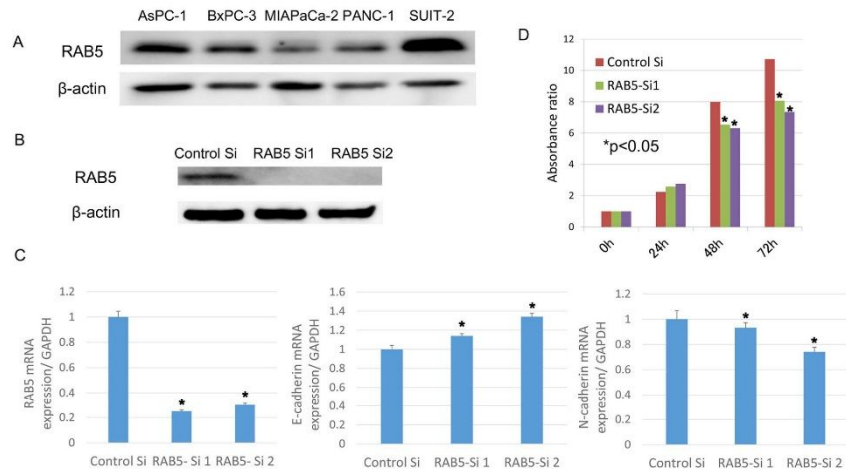 A
AsPC-1 BxPC-3 MIAPaCa-2 PANC-1 SUIT-2
RAB5
β-actin
B
Control Si RAB5 Si1 RAB5 Si2
RAB5
β-actin
D
Absorbance ratio
12
10
8
6
4
2
0
Control Si
RAB5-Si1
RAB5-Si2
*p<0.05
* *
* *
0h 24h 48h 72h
C
RAB5 mRNA
expression/ GAPDH
1.2
1
0.8
0.6
0.4
0.2
0
* *
Control Si RAB5- Si 1 RAB5- Si 2
E-cadherin mRNA
expression/ GAPDH
1.6
1.4
1.2
1
0.8
0.6
0.4
0.2
0
* *
Control Si RAB5-Si 1 RAB5-Si 2
N-cadherin mRNA
expression/ GAPDH
1.2
1
0.8
0.6
0.4
0.2
0
* *
Control Si RAB5-Si 1 RAB5-Si 2